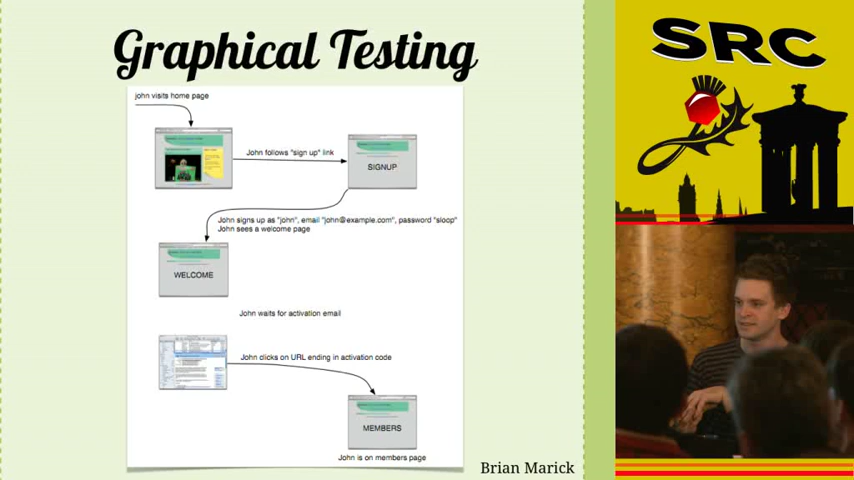 Graphical Testing
SRC
john visits home page
John follows "sign up" link
SIGNUP
John signs up as "john", email "john@example.com", password "sloop"
John sees a welcome page
WELCOME
John waits for activation email
John clicks on URL ending in activation code
MEMBERS
John is on members page
Brian Marick